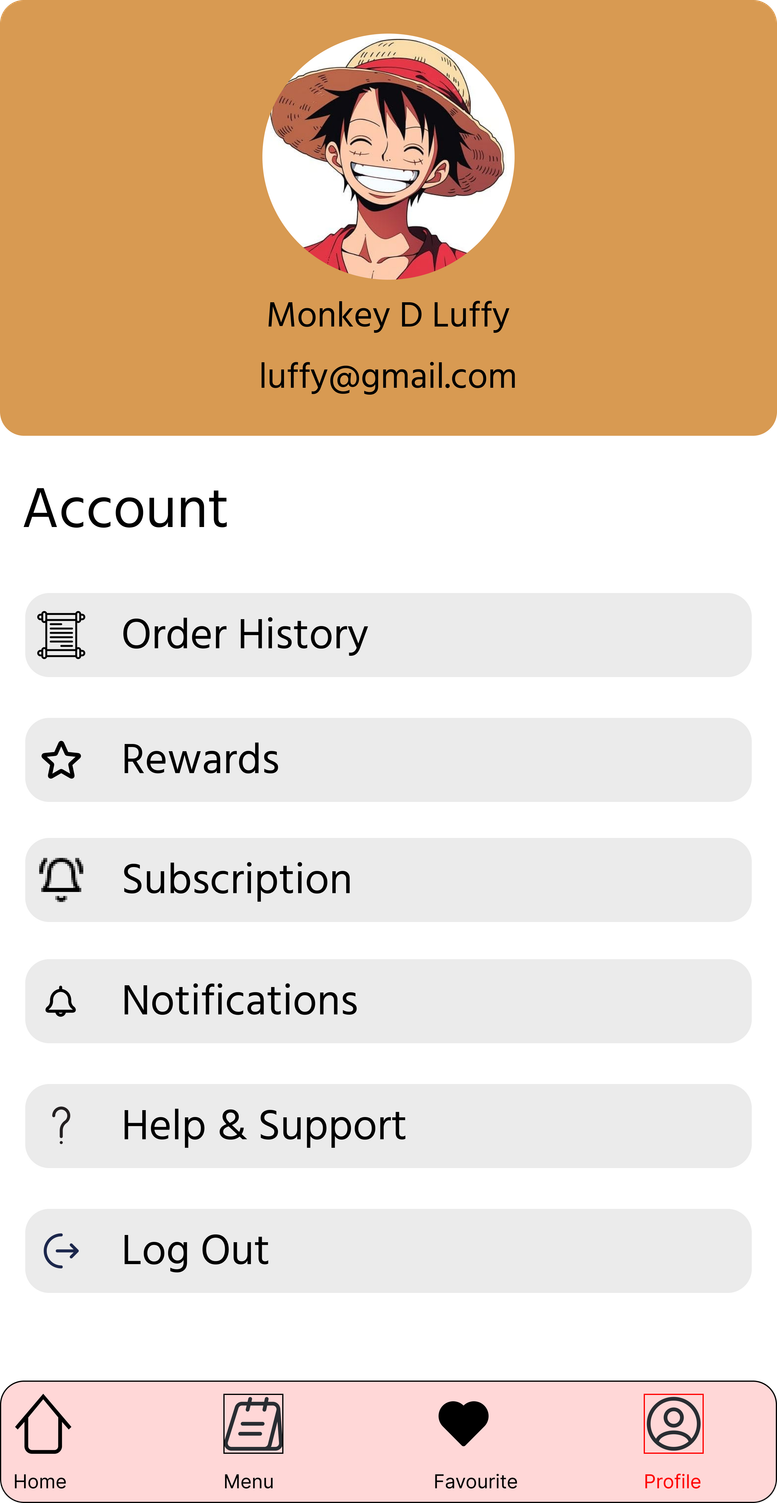 Monkey D Luffy
luffy@gmail.com
Account
Order History
Rewards
Subscription
Notifications
Help & Support
Log Out
Home Menu Favourite Profile